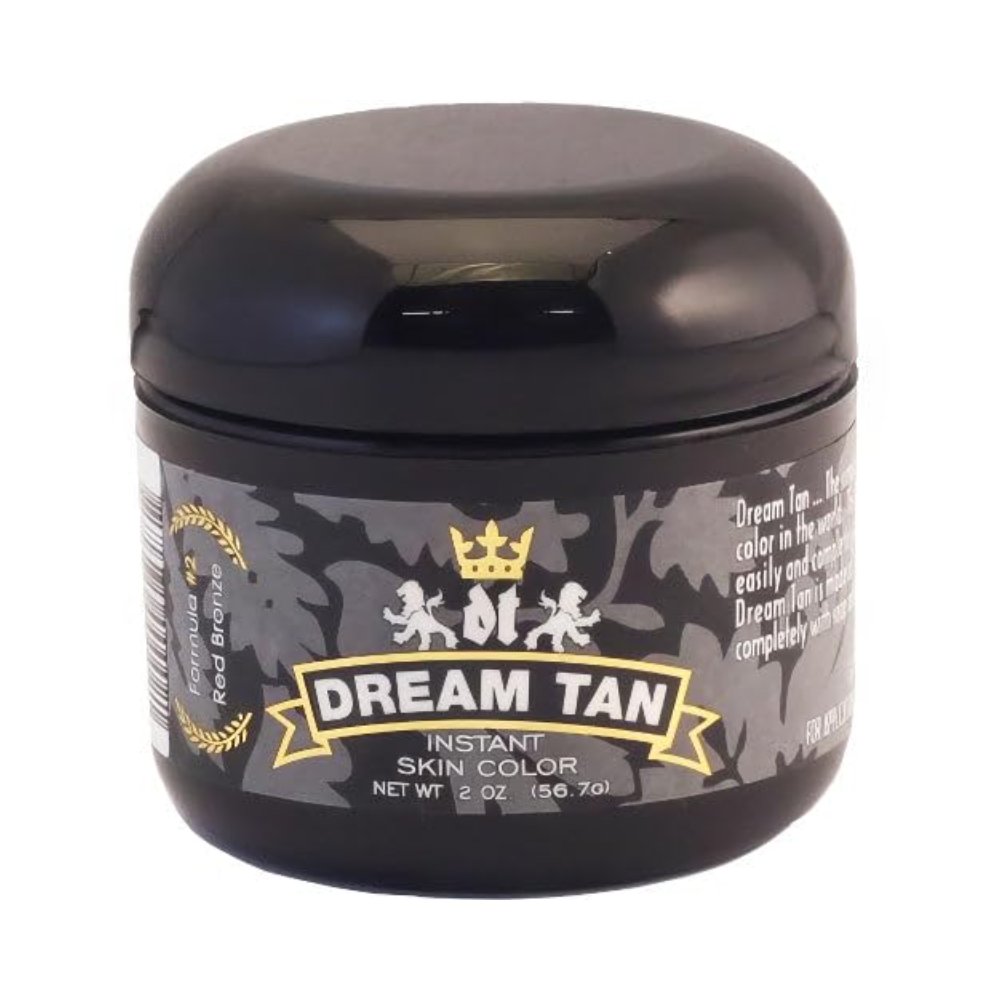 Formula #2
Red Bronze
dt
DREAM TAN
INSTANT
SKIN COLOR
NET WT 2 OZ. (56.7g)
Dream Tan ... The
color in the world.
easily and
Dream Tan is
completely with
FOR